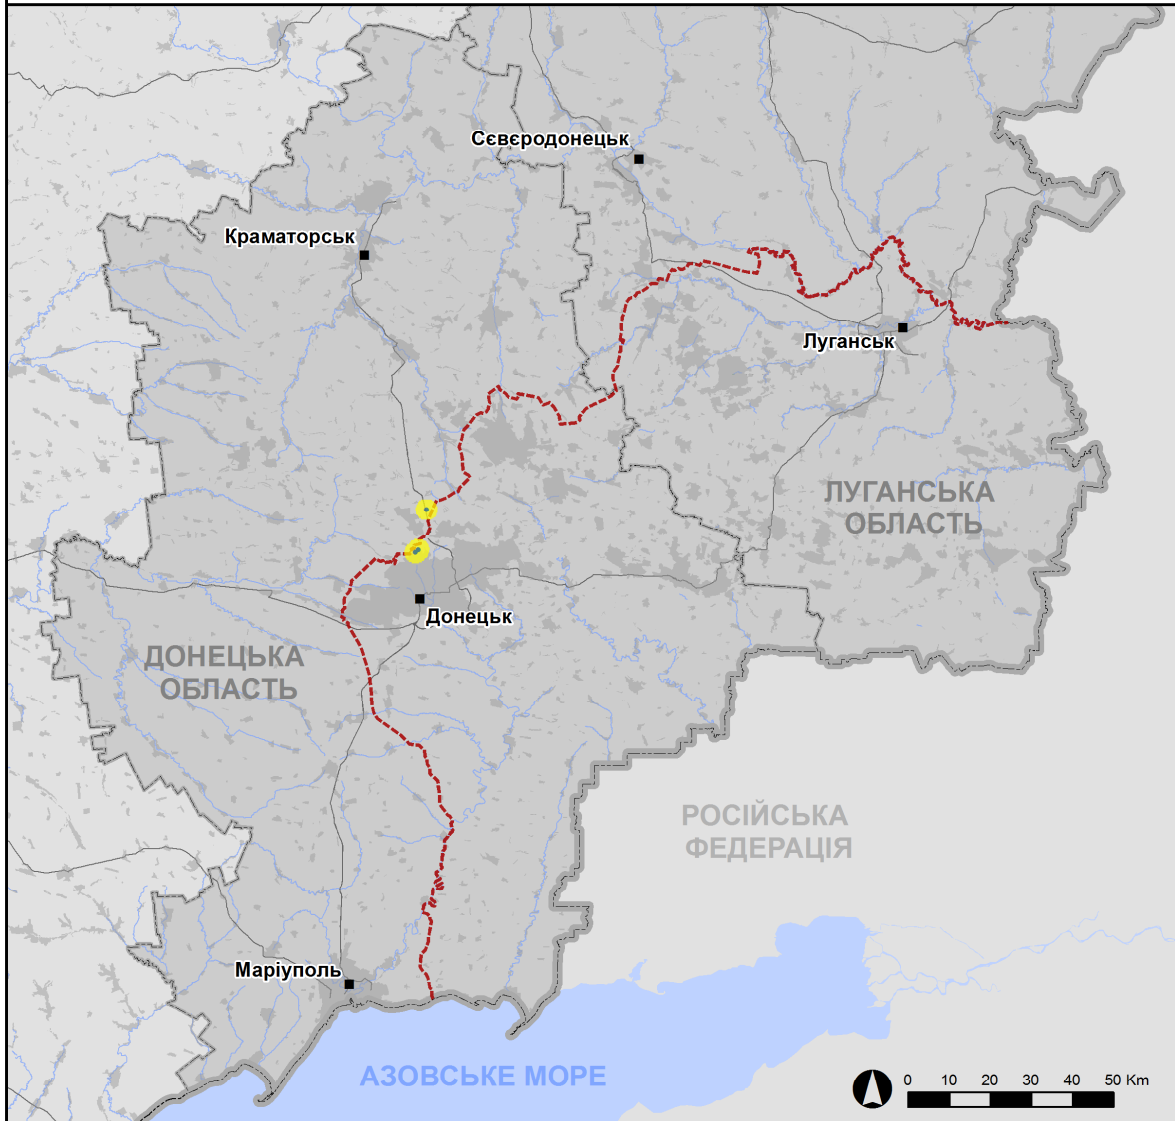 Сєвєродонецьк
Краматорськ
Луганськ
ЛУГАНСЬКА
ОБЛАСТЬ
Донецьк
ДОНЕЦЬКА
ОБЛАСТЬ
РОСІЙСЬКА
ФЕДЕРАЦІЯ
Маріуполь
АЗОВСЬКЕ МОРЕ
0 10 20 30 40 50 Km